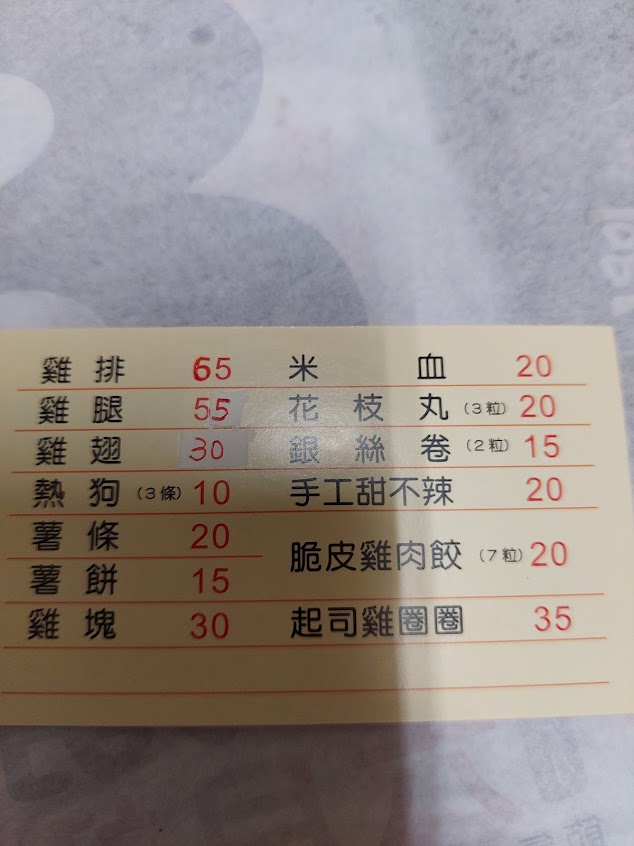 雞排 65
雞腿 55
雞翅 30
熱狗 (3條) 10
薯條 20
薯餅 15
雞塊 30
米血 20
花枝丸 (3粒) 20
銀絲卷 (2粒) 15
手工甜不辣 20
脆皮雞肉餃 (7粒) 20
起司雞圈圈 35